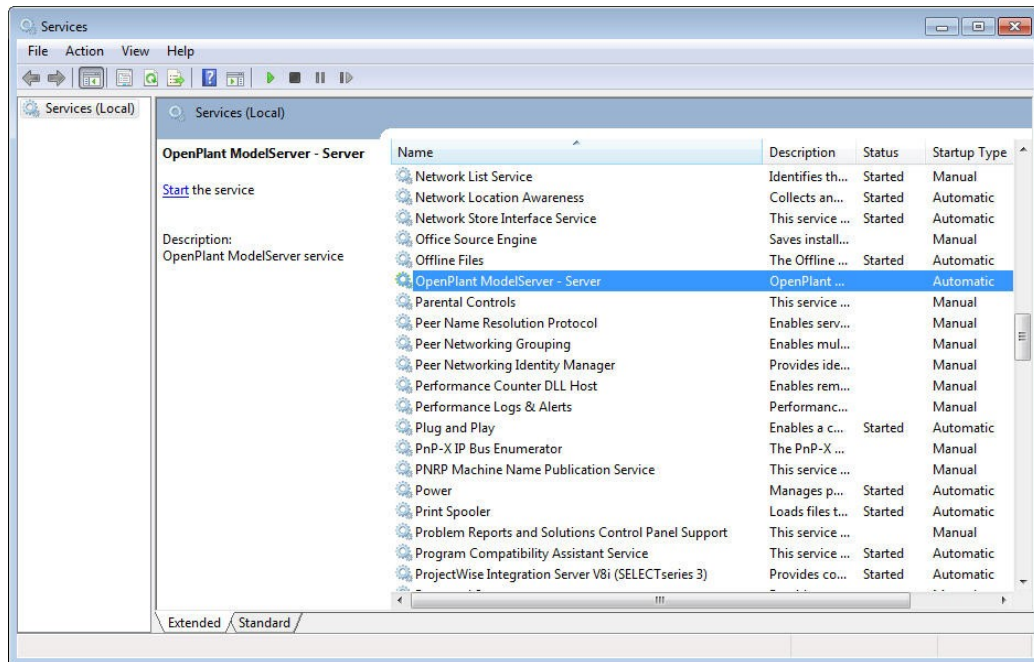 Services
File Action View Help
Services (Local)
Services (Local)
OpenPlant ModelServer - Server
Start the service
Description:
OpenPlant ModelServer service
Name Description Status Startup Type
Network List Service Identifies th... Started Manual
Network Location Awareness Collects an... Started Automatic
Network Store Interface Service This service ... Started Automatic
Office Source Engine Saves install... Manual
Offline Files The Offline ... Started Automatic
OpenPlant ModelServer - Server OpenPlant ... Automatic
Parental Controls This service ... Manual
Peer Name Resolution Protocol Enables serv... Manual
Peer Networking Grouping Enables mul... Manual
Peer Networking Identity Manager Provides ide... Manual
Performance Counter DLL Host Enables rem... Manual
Performance Logs & Alerts Performanc... Manual
Plug and Play Enables a c... Started Automatic
PnP-X IP Bus Enumerator The PnP-X ... Manual
PNRP Machine Name Publication Service This service ... Manual
Power Manages p... Started Automatic
Print Spooler Loads files t... Started Automatic
Problem Reports and Solutions Control Panel Support This service ... Manual
Program Compatibility Assistant Service This service ... Started Automatic
ProjectWise Integration Server V8i (SELECTseries 3) Provides co... Started Automatic
Extended Standard